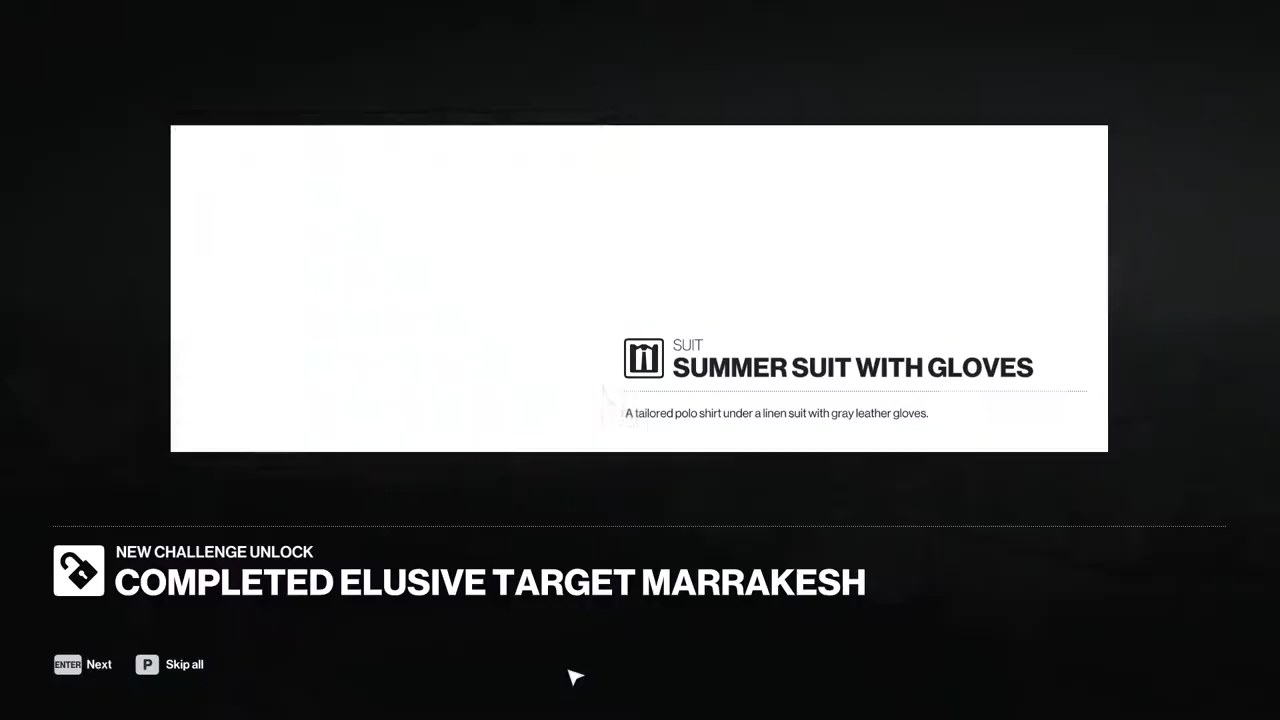 SUIT
SUMMER SUIT WITH GLOVES
A tailored polo shirt under a linen suit with gray leather gloves.
NEW CHALLENGE UNLOCK
COMPLETED ELUSIVE TARGET MARRAKESH
ENTER Next P Skip all